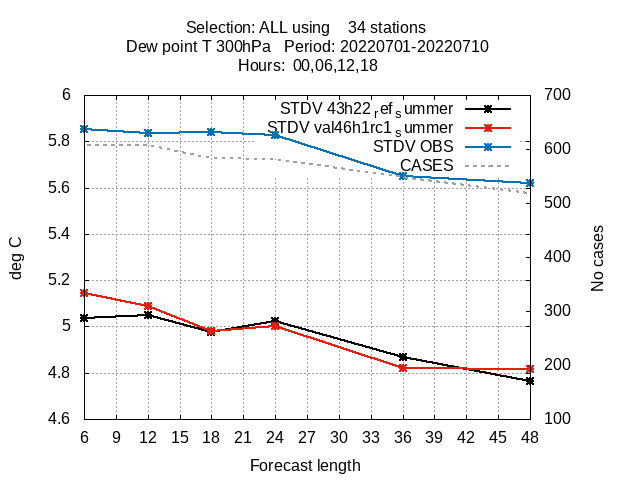 Selection: ALL using    34 stations
Dew point T 300hPa   Period: 20220701-20220710
Hours:  00,06,12,18
STDV 43h22refsummer
STDV val46h1rc1summer
STDV OBS
CASES
deg C
6
5.8
5.6
5.4
5.2
5
4.8
4.6
700
600
500
400
300
200
100
No cases
6 9 12 15 18 21 24 27 30 33 36 39 42 45 48
Forecast length